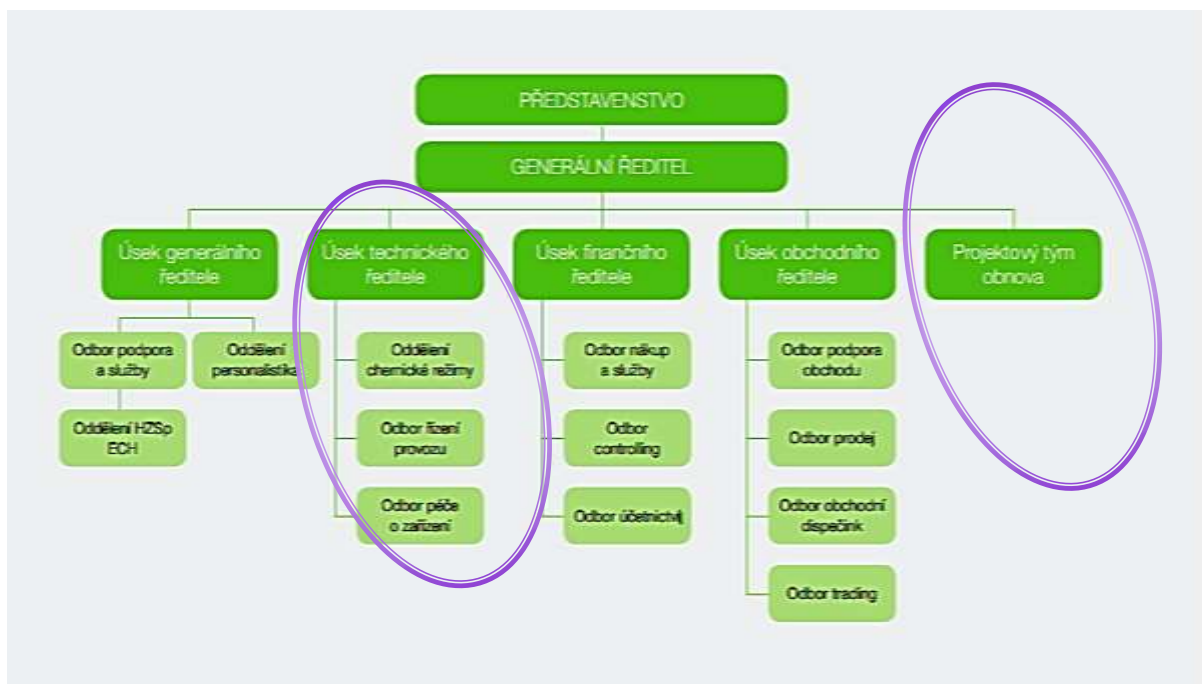 PŘEDSTAVENSTVO
GENERÁLNÍ ŘEDITEL
Úsek generálního
ředitele
Úsek technického
ředitele
Úsek finančního
ředitele
Úsek obchodního
ředitele
Projektový tým
obnova
Odbor podpora
a služby
Oddělení
personalistika
Oddělení HZSp
ECH
Oddělení
chemické režimy
Odbor řízení
provozu
Odbor péče
o zařízení
Odbor nákup
a služby
Odbor
controlling
Odbor účetnictví
Odbor podpora
obchodu
Odbor prodej
Odbor obchodní
dispečink
Odbor trading